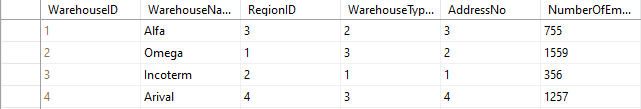 WarehouseID WarehouseNa... RegionID WarehouseTyp... AddressNo NumberOfEm...
1 Alfa 3 2 3 755
2 Omega 1 3 2 1559
3 Incoterm 2 1 1 356
4 Arival 4 3 4 1257